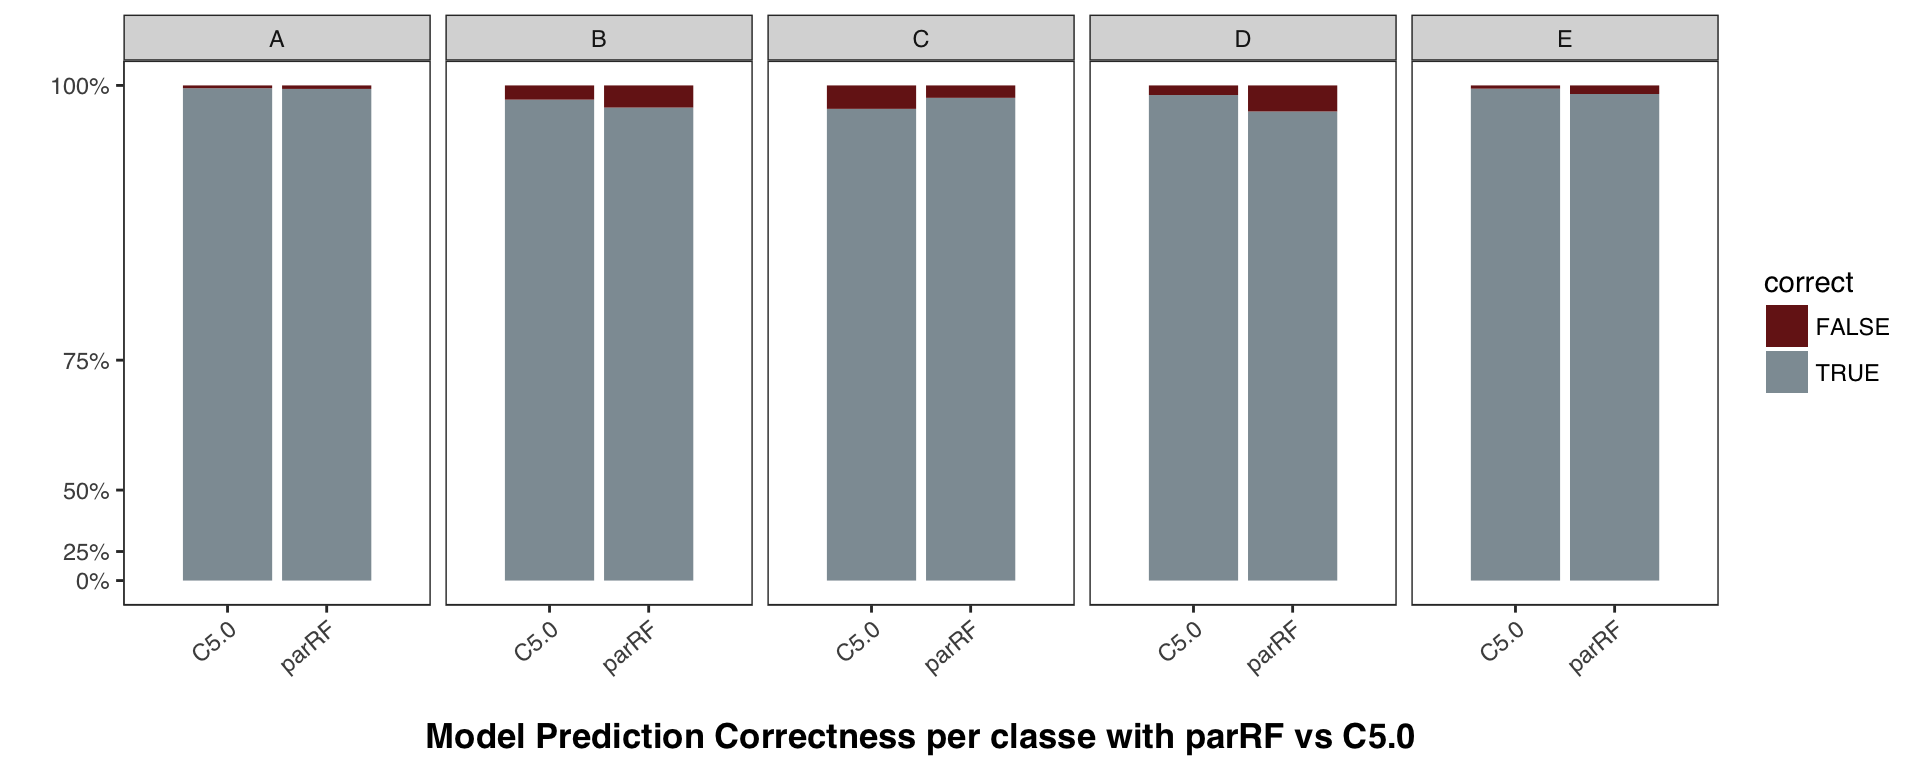 A
B
C
D
E
100%
75%
50%
25%
0%
C5.0
parRF
C5.0
parRF
C5.0
parRF
C5.0
parRF
C5.0
parRF
correct
FALSE
TRUE
Model Prediction Correctness per classe with parRF vs C5.0